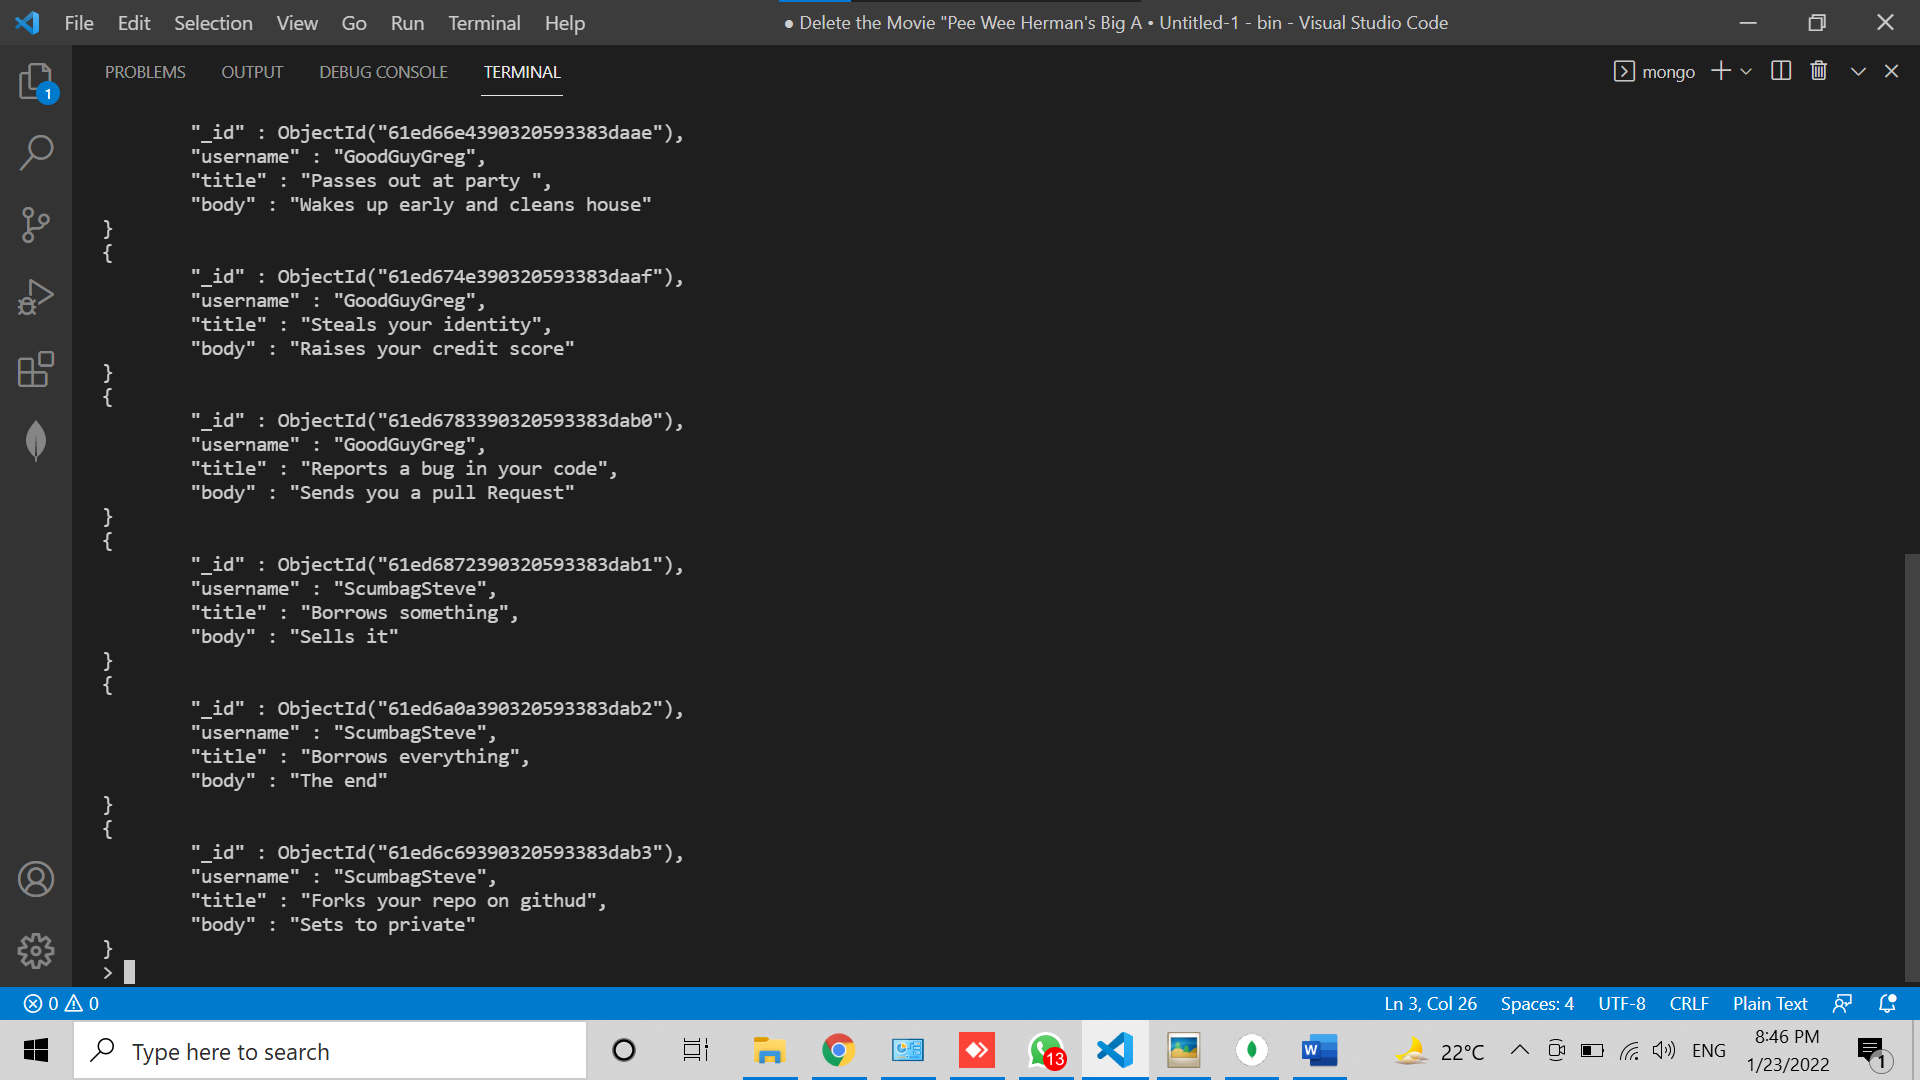 File Edit Selection View Go Run Terminal Help ● Delete the Movie "Pee Wee Herman's Big A • Untitled-1 - bin - Visual Studio Code
PROBLEMS OUTPUT DEBUG CONSOLE TERMINAL mongo
1
"_id" : ObjectId("61ed66e4390320593383daae"),
"username" : "GoodGuyGreg",
"title" : "Passes out at party ",
"body" : "Wakes up early and cleans house"
}
{
"_id" : ObjectId("61ed674e390320593383daaf"),
"username" : "GoodGuyGreg",
"title" : "Steals your identity",
"body" : "Raises your credit score"
}
{
"_id" : ObjectId("61ed6783390320593383dab0"),
"username" : "GoodGuyGreg",
"title" : "Reports a bug in your code",
"body" : "Sends you a pull Request"
}
{
"_id" : ObjectId("61ed6872390320593383dab1"),
"username" : "ScumbagSteve",
"title" : "Borrows something",
"body" : "Sells it"
}
{
"_id" : ObjectId("61ed6a0a390320593383dab2"),
"username" : "ScumbagSteve",
"title" : "Borrows everything",
"body" : "The end"
}
{
"_id" : ObjectId("61ed6c69390320593383dab3"),
"username" : "ScumbagSteve",
"title" : "Forks your repo on githud",
"body" : "Sets to private"
}
>
0 0 Ln 3, Col 26 Spaces: 4 UTF-8 CRLF Plain Text
Type here to search 13 W 22°C ENG 8:46 PM 1
1/23/2022